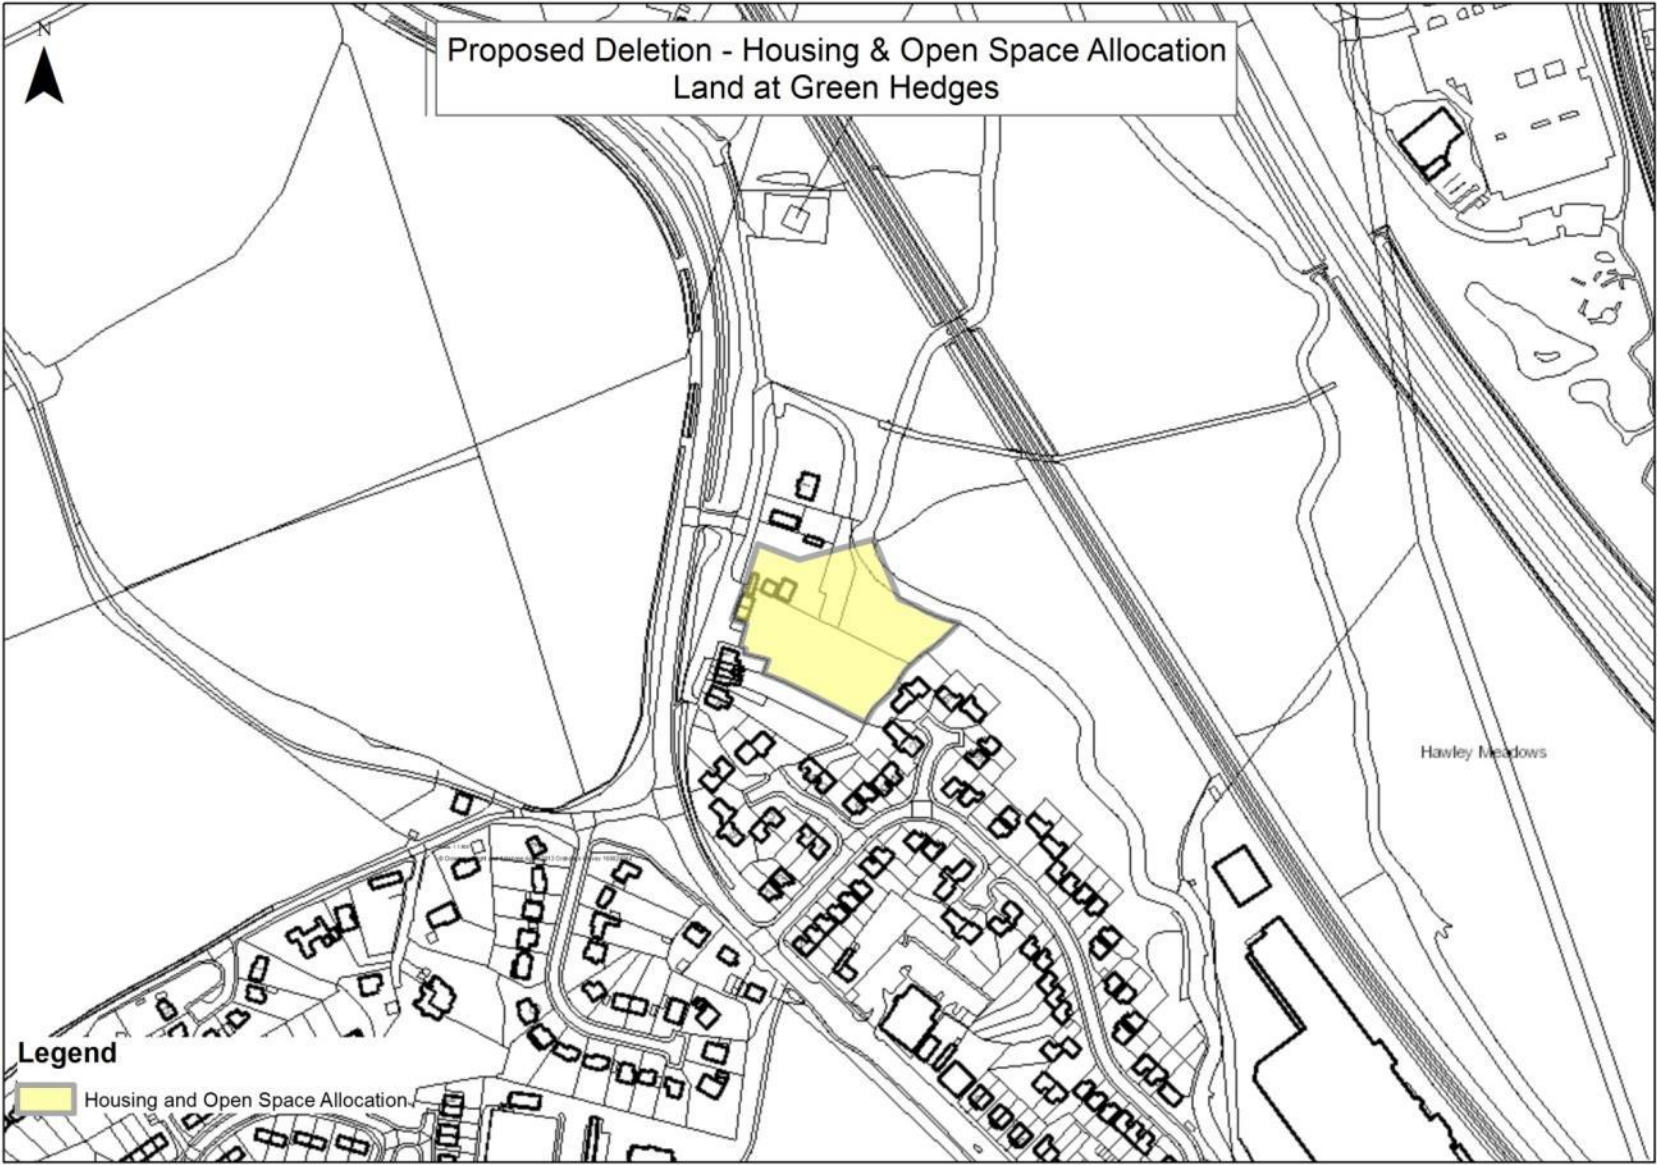 N
Proposed Deletion - Housing & Open Space Allocation
Land at Green Hedges
Hawley Meadows
Legend
Housing and Open Space Allocation